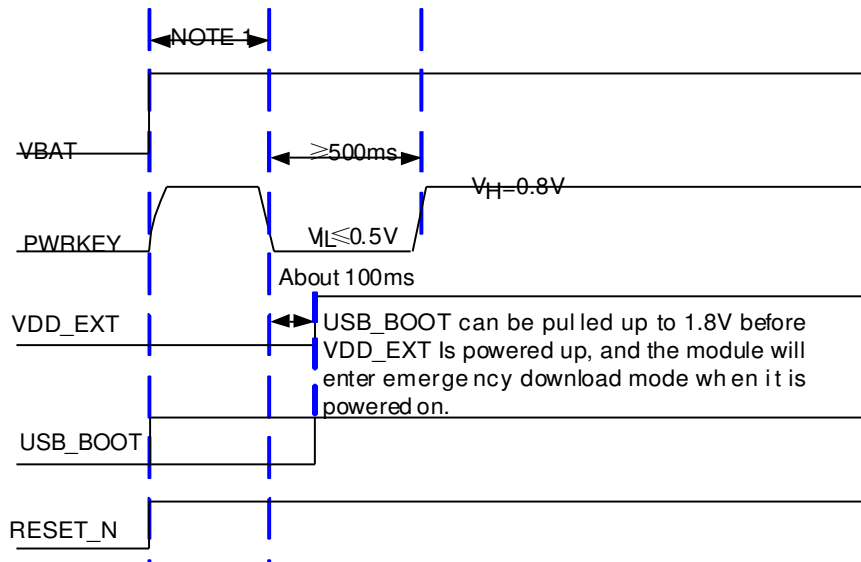 NOTE 1
VBAT
≥500ms
VH=0.8V
PWRKEY
VIL≤0.5V
About 100ms
VDD_EXT
USB_BOOT can be pulled up to 1.8V before
VDD_EXT Is powered up, and the module will
enter emergency download mode when it is
powered on.
USB_BOOT
RESET_N